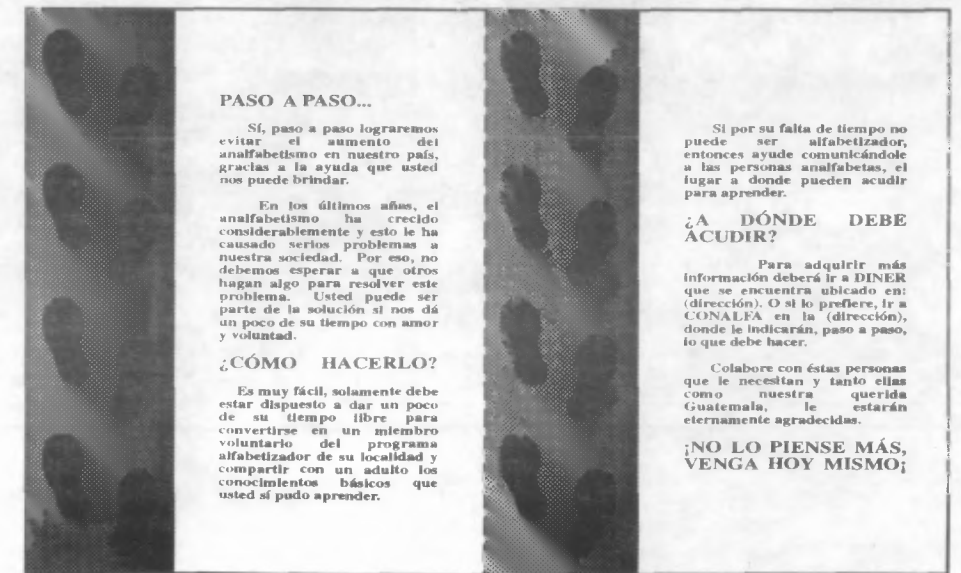 PASO A PASO...
Sí, paso a paso lograremos
evitar el aumento del
analfabetismo en nuestro país,
gracias a la ayuda que usted
nos puede brindar.
En los últimos años, el
analfabetismo ha crecido
considerablemente y esto le ha
causado serios problemas a
nuestra sociedad. Por eso, no
debemos esperar a que otros
hagan algo para resolver este
problema. Usted puede ser
parte de la solución si nos dá
un poco de su tiempo con amor
y voluntad.
¿CÓMO HACERLO?
Es muy fácil, solamente debe
estar dispuesto a dar un poco
de su tiempo libre para
convertirse en un miembro
voluntario del programa
alfabetizador de su localidad y
compartir con un adulto los
conocimientos básicos que
usted sí pudo aprender.
Si por su falta de tiempo no
puede ser alfabetizador,
entonces ayude comunicándole
a las personas analfabetas, el
lugar a donde pueden acudir
para aprender.
¿A DÓNDE DEBE
ACUDIR?
Para adquirir más
información deberá ir a DINER
que se encuentra ubicado en:
(dirección). O si lo prefiere, ir a
CONALFA en la (dirección),
donde le indicarán, paso a paso,
lo que debe hacer.
Colabore con éstas personas
que le necesitan y tanto ellas
como nuestra querida
Guatemala, le estarán
eternamente agradecidas.
¡NO LO PIENSE MÁS,
VENGA HOY MISMO¡